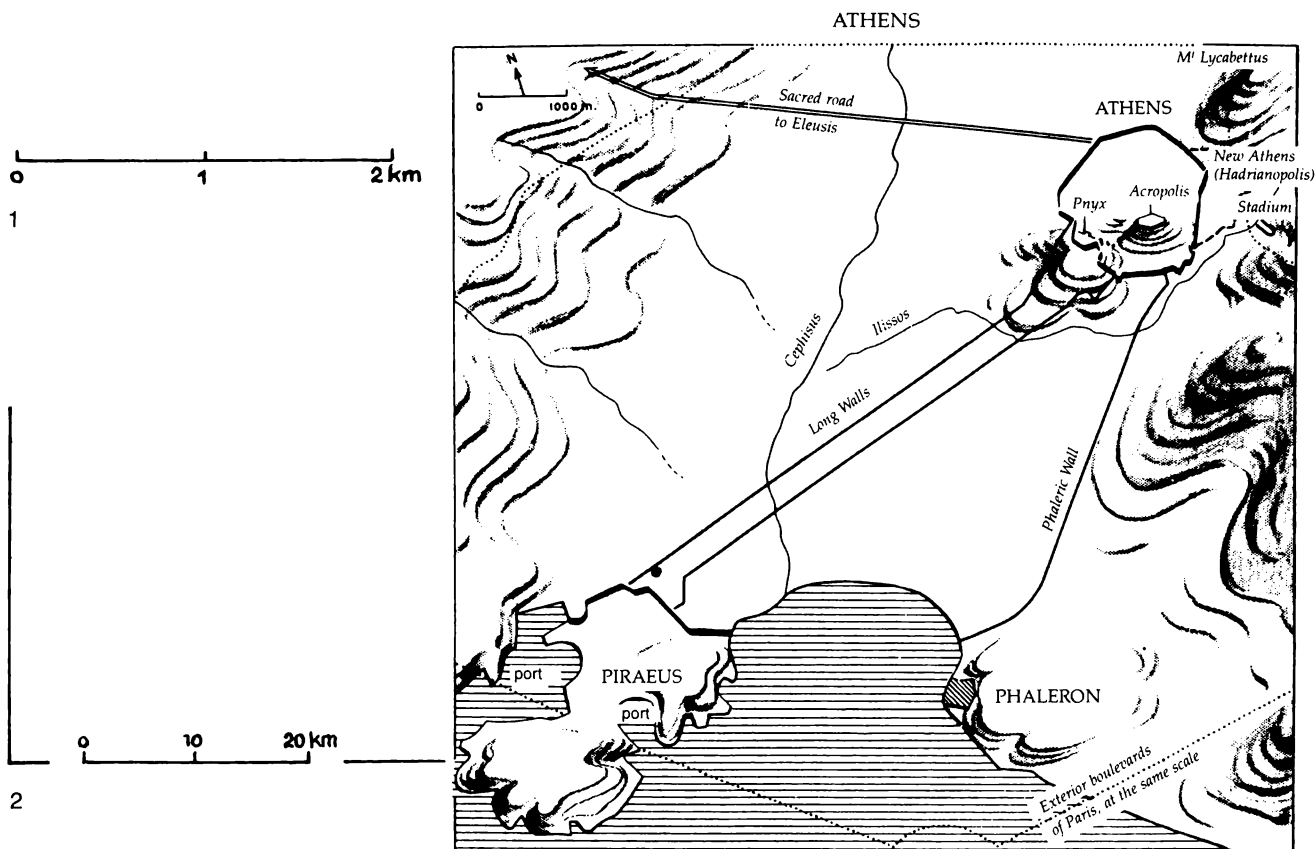 ATHENS
N
0 1000 m.
Sacred road
to Eleusis
Mt Lycabettus
ATHENS
New Athens
(Hadrianopolis)
Stadium
Pnyx
Acropolis
0 1 2 km
1
Cephisus
Ilissos
Long Walls
Phaleric Wall
port
PIRAEUS
port
PHALERON
Exterior boulevards
of Paris, at the same scale
0 10 20 km
2